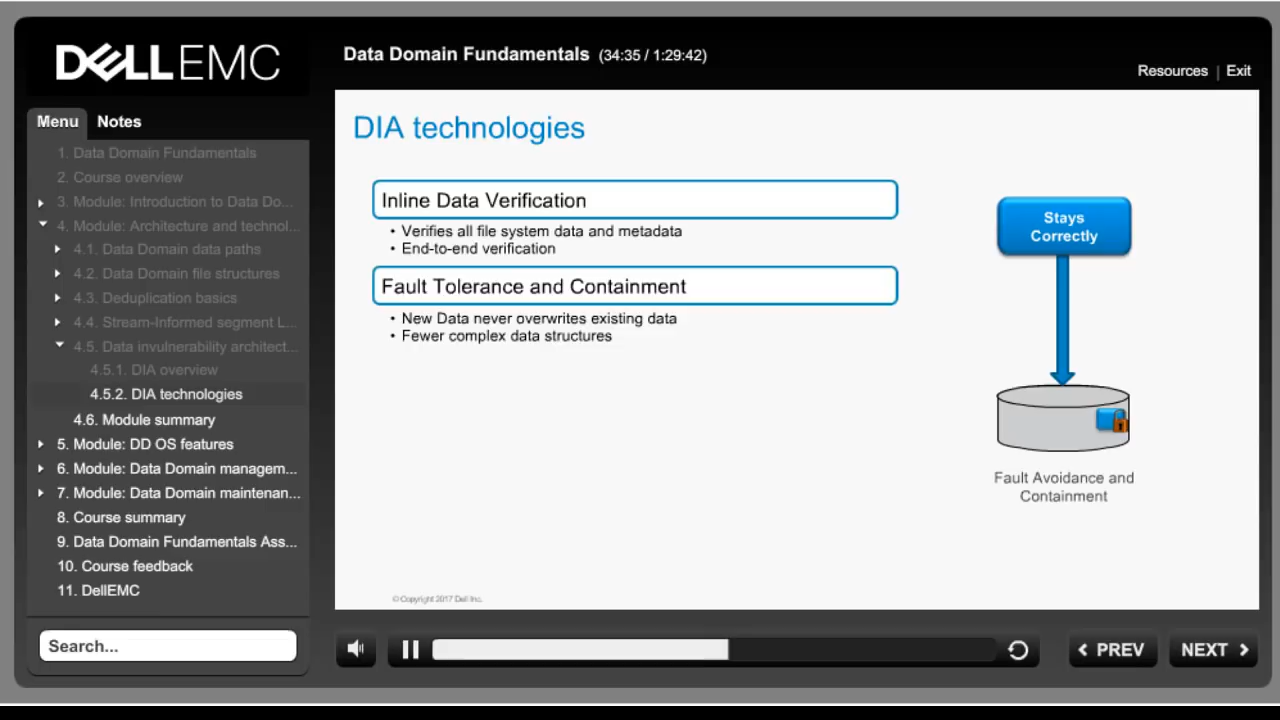 DELLEMC
Data Domain Fundamentals (34:35 / 1:29:42)
Resources | Exit
Menu Notes
1. Data Domain Fundamentals
2. Course overview
3. Module: Introduction to Data Do...
4. Module: Architecture and technol...
4.1. Data Domain data paths
4.2. Data Domain file structures
4.3. Deduplication basics
4.4. Stream-Informed segment L...
4.5. Data invulnerability architect...
4.5.1. DIA overview
4.5.2. DIA technologies
4.6. Module summary
5. Module: DD OS features
6. Module: Data Domain managem...
7. Module: Data Domain maintenan...
8. Course summary
9. Data Domain Fundamentals Ass...
10. Course feedback
11. DellEMC
Search...
DIA technologies
Inline Data Verification
• Verifies all file system data and metadata
• End-to-end verification
Fault Tolerance and Containment
• New Data never overwrites existing data
• Fewer complex data structures
Stays
Correctly
Fault Avoidance and
Containment
© Copyright 2017 Dell Inc.
PREV
NEXT